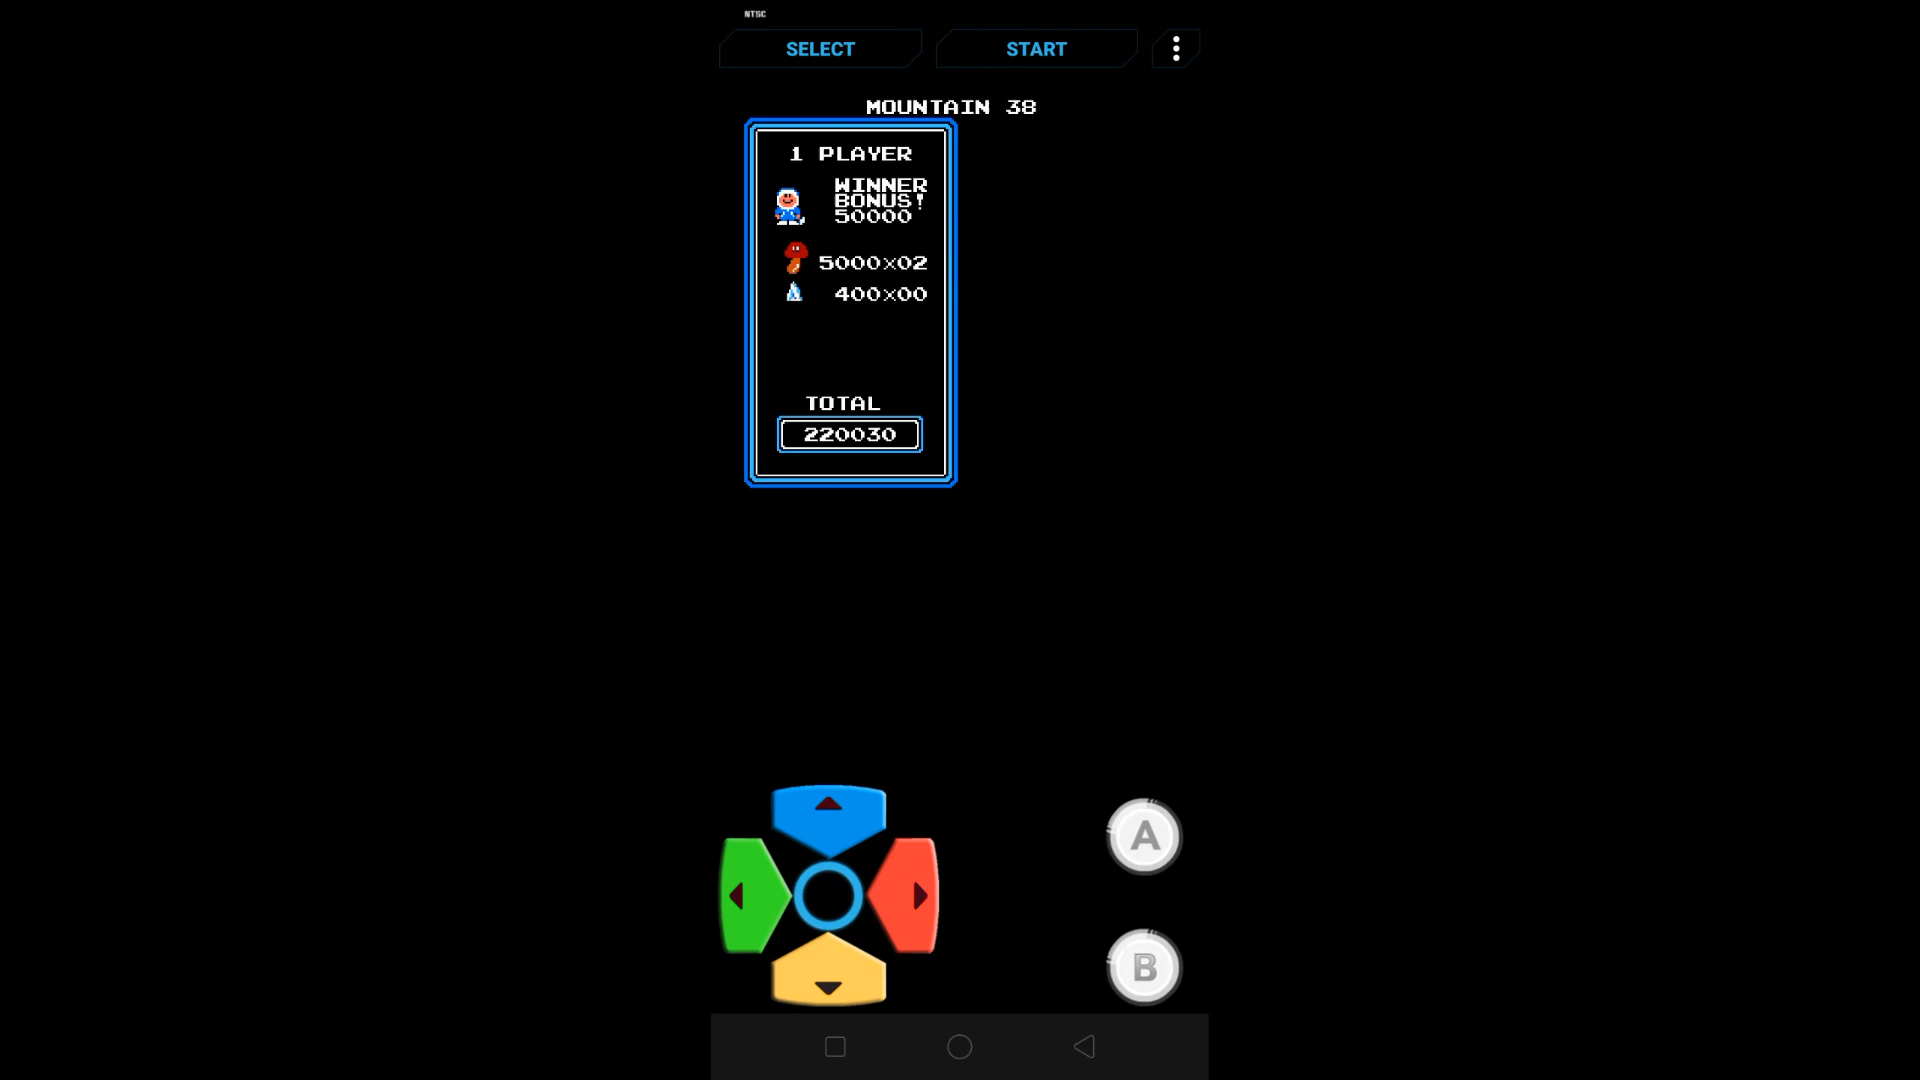 NTSC
SELECT START
MOUNTAIN 38
1 PLAYER
WINNER
BONUS!
50000
5000×02
400×00
TOTAL
220030
A
B